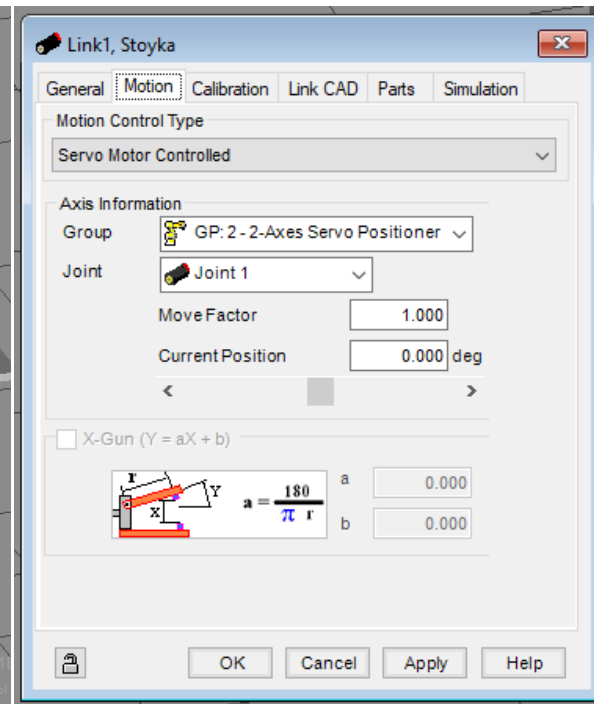 Link1, Stoyka
General Motion Calibration Link CAD Parts Simulation
Motion Control Type
Servo Motor Controlled
Axis Information
Group GP: 2 - 2-Axes Servo Positioner
Joint Joint 1
Move Factor 1.000
Current Position 0.000 deg
X-Gun (Y = aX + b)
r
Y
X
a = 180 / π r
a 0.000
b 0.000
OK Cancel Apply Help